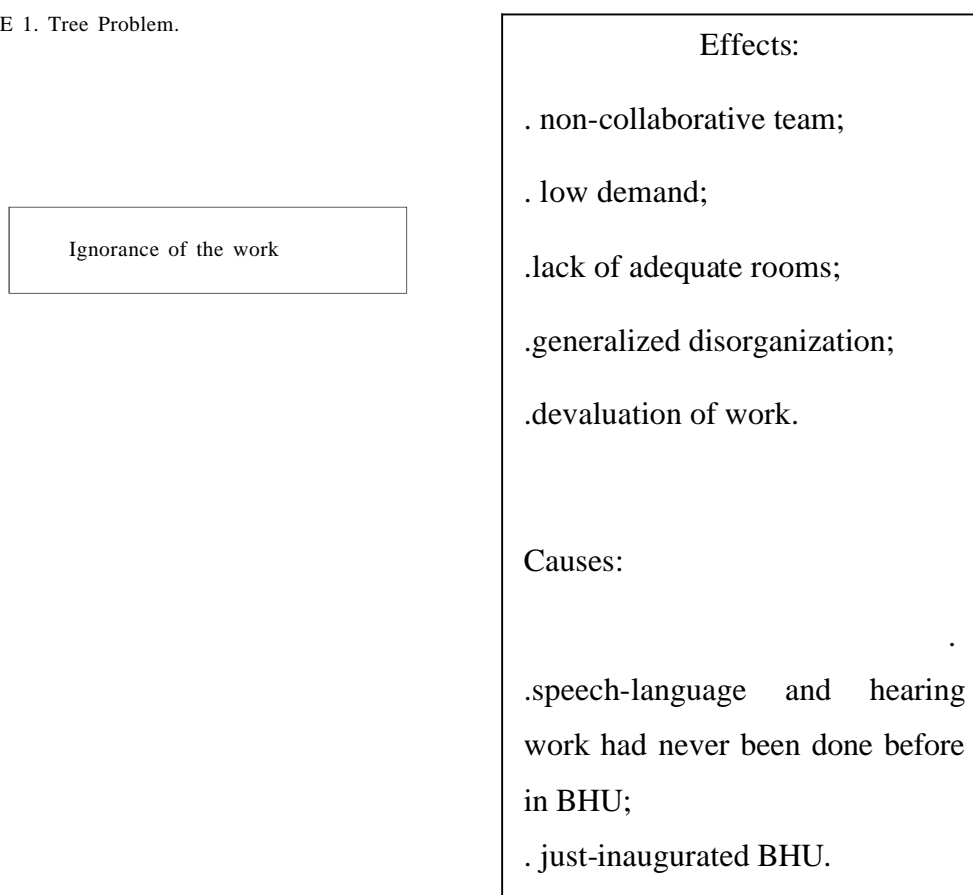 E 1. Tree Problem.
Ignorance of the work
Effects:
. non-collaborative team;
. low demand;
.lack of adequate rooms;
.generalized disorganization;
.devaluation of work.
Causes:
.
.speech-language and hearing
work had never been done before
in BHU;
. just-inaugurated BHU.